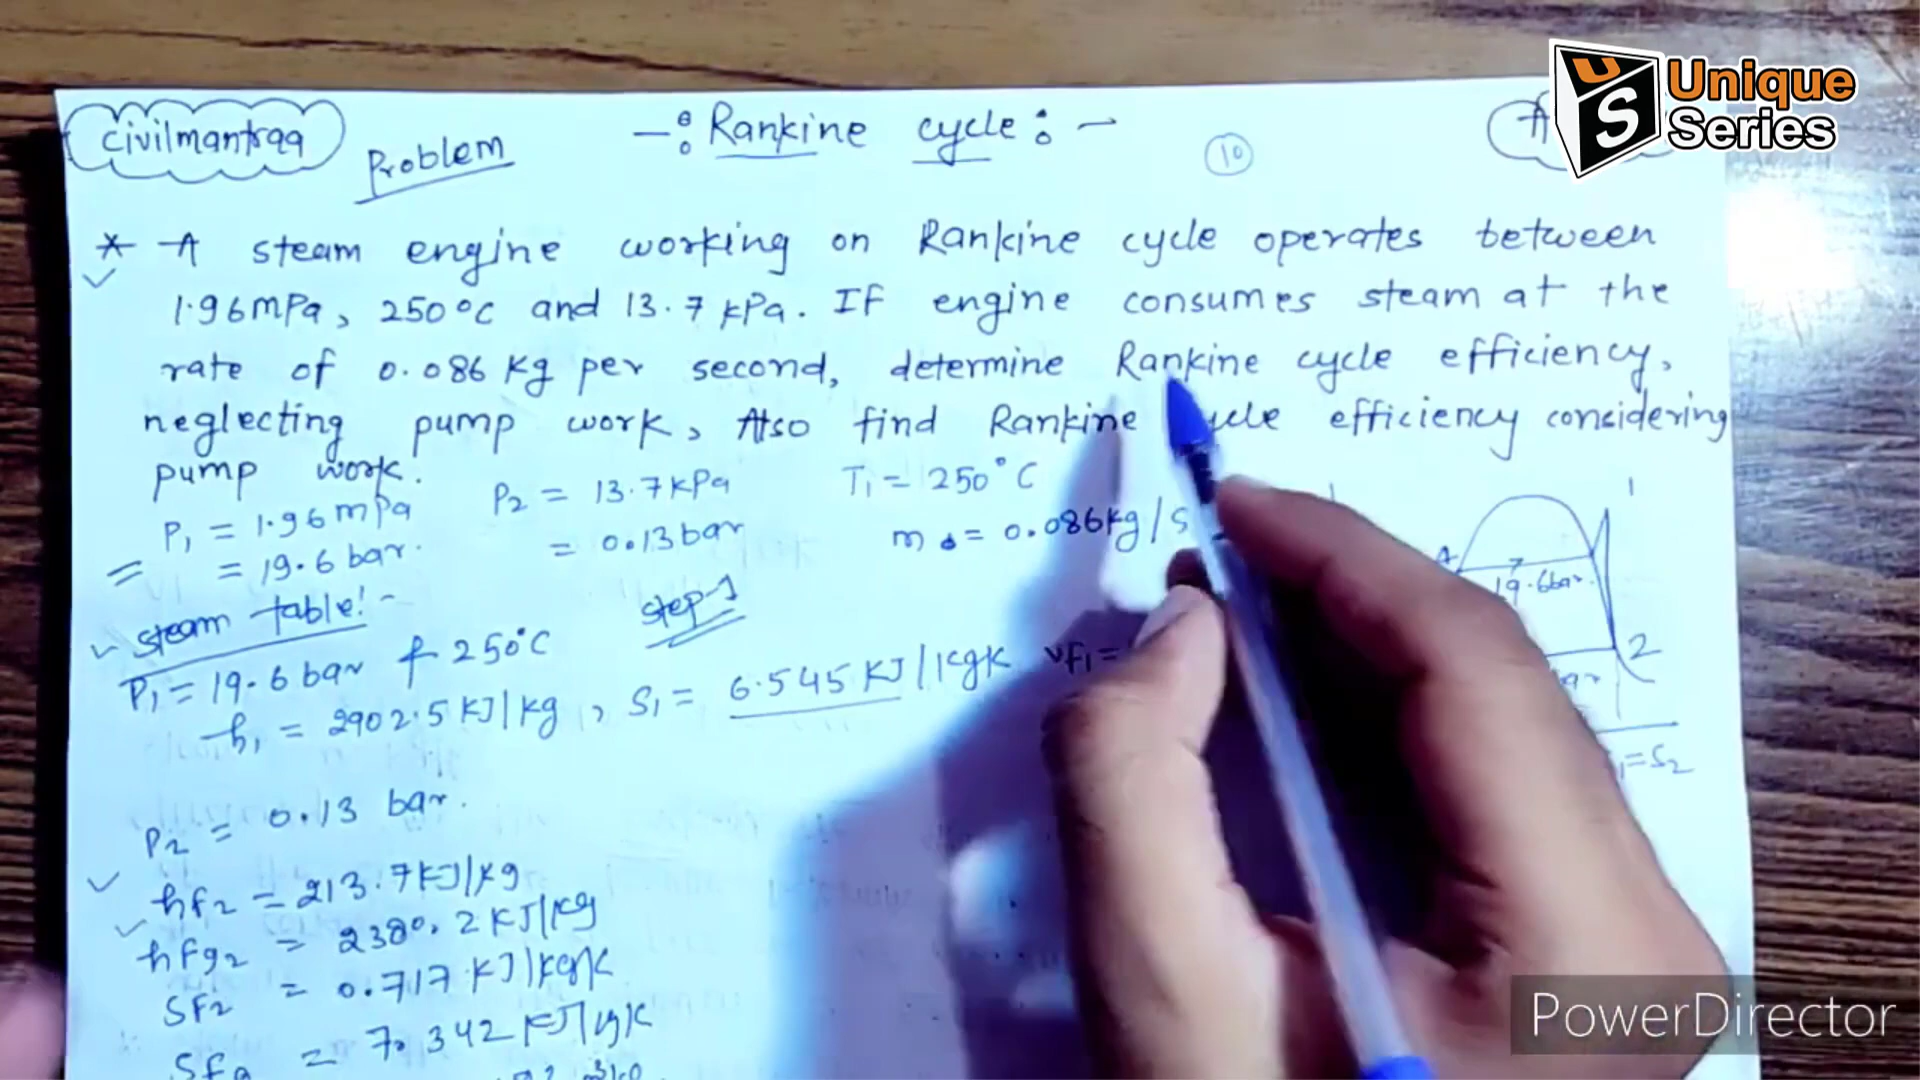 civilmantraa
Problem
-: Rankine cycle :-
10
Unique
Series
US
* A steam engine working on Rankine cycle operates between
1.96mPa, 250°C and 13.7 KPa. If engine consumes steam at the
rate of 0.086 Kg per second, determine Rankine cycle efficiency,
neglecting pump work, Also find Rankine cycle efficiency considering
pump work.
P1 = 1.96 mPa
= 19.6 bar.
P2 = 13.7 KPa
= 0.13 bar
T1 = 250°C
m s = 0.086 Kg/s
Steam table:-
step-1
P1 = 19.6 bar & 250°C
h1 = 2902.5 KJ/kg, S1 = 6.545 KJ/KgK vf1 =
P2 = 0.13 bar.
hf2 = 213.7 KJ/Kg
hfg2 = 2380.2 KJ/Kg
Sf2 = 0.717 KJ/KgK
= 7.342 KJ/KgK
1
19.6 bar.
2
=S2
PowerDirector